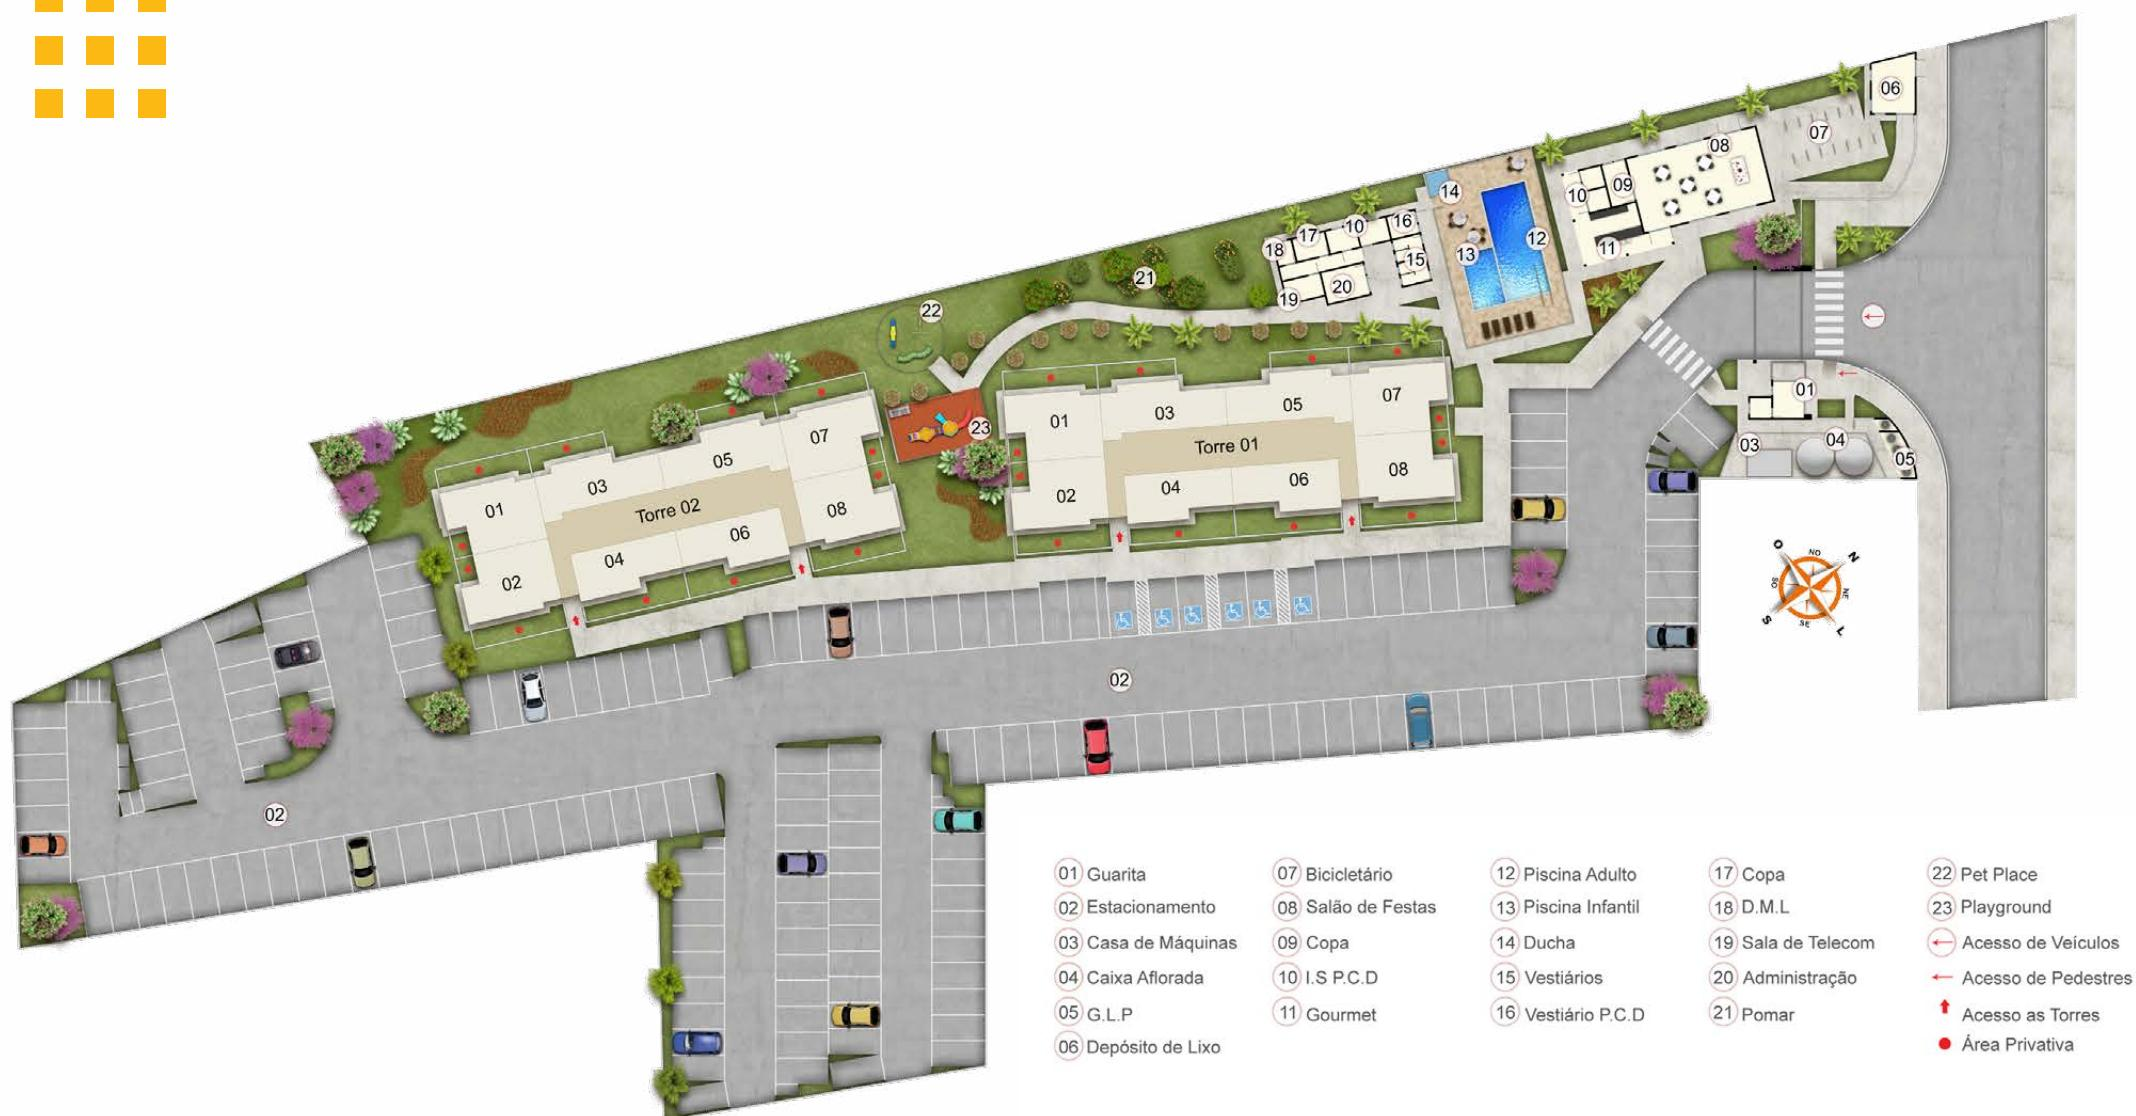 06
07
08
09
10
14
11
12
13
16
10
17
18
15
20
19
21
22
23
01
03
04
05
01
03
05
07
Torre 01
02
04
06
08
01
03
05
07
Torre 02
02
04
06
08
02
02
O
NO
N
SO
NE
S
SE
L
01 Guarita
02 Estacionamento
03 Casa de Máquinas
04 Caixa Aflorada
05 G.L.P
06 Depósito de Lixo
07 Bicicletário
08 Salão de Festas
09 Copa
10 I.S P.C.D
11 Gourmet
12 Piscina Adulto
13 Piscina Infantil
14 Ducha
15 Vestiários
16 Vestiário P.C.D
17 Copa
18 D.M.L
19 Sala de Telecom
20 Administração
21 Pomar
22 Pet Place
23 Playground
Acesso de Veículos
Acesso de Pedestres
Acesso as Torres
Área Privativa